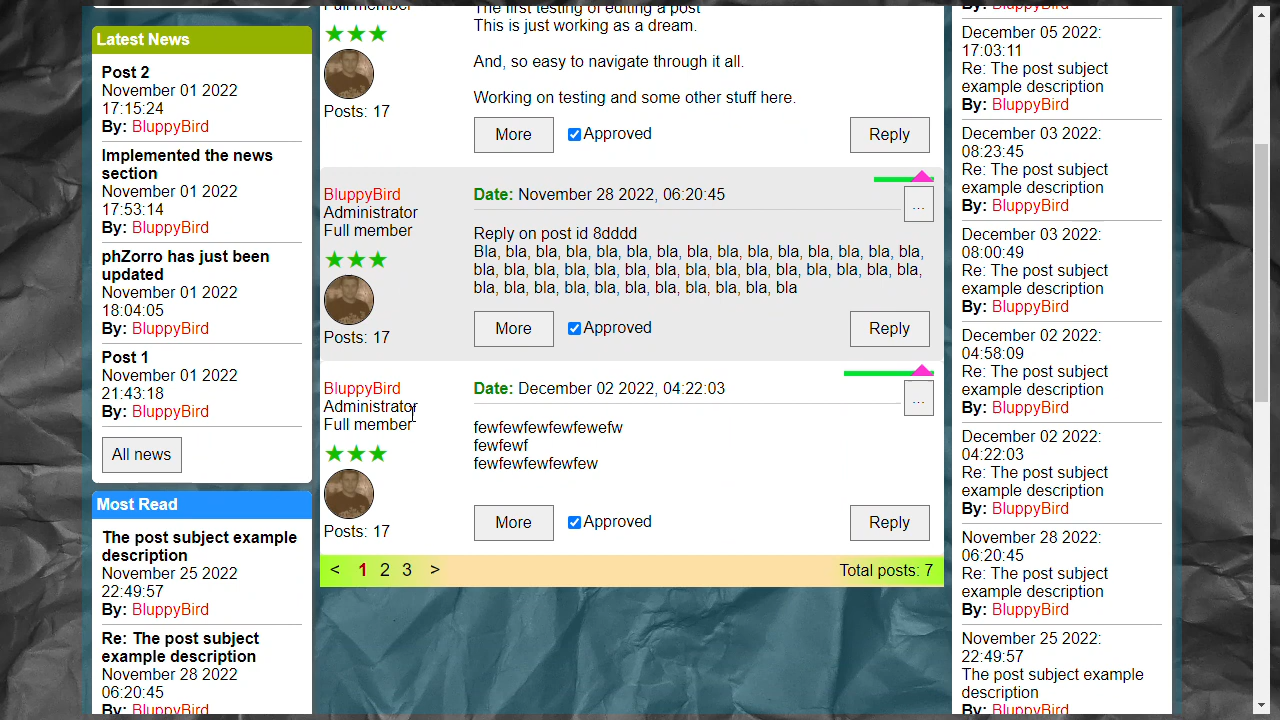 Latest News
Post 2
November 01 2022
17:15:24
By: BluppyBird
Implemented the news
section
November 01 2022
17:53:14
By: BluppyBird
phZorro has just been
updated
November 01 2022
18:04:05
By: BluppyBird
Post 1
November 01 2022
21:43:18
By: BluppyBird
All news
Most Read
The post subject example
description
November 25 2022
22:49:57
By: BluppyBird
Re: The post subject
example description
November 28 2022
06:20:45
By: BluppyBird
Full member
Posts: 17
The first testing of editing a post
This is just working as a dream.
And, so easy to navigate through it all.
Working on testing and some other stuff here.
More
Approved
Reply
BluppyBird
Administrator
Full member
Posts: 17
Date: November 28 2022, 06:20:45
...
Reply on post id 8dddd
Bla, bla, bla, bla, bla, bla, bla, bla, bla, bla, bla, bla, bla, bla, bla,
bla, bla, bla, bla, bla, bla, bla, bla, bla, bla, bla, bla, bla, bla, bla,
bla, bla, bla, bla, bla, bla, bla, bla, bla, bla, bla
More
Approved
Reply
BluppyBird
Administrator
Full member
Posts: 17
Date: December 02 2022, 04:22:03
...
fewfewfewfewfewefw
fewfewf
fewfewfewfewfew
More
Approved
Reply
< 1 2 3 >
Total posts: 7
By: BluppyBird
December 05 2022:
17:03:11
Re: The post subject
example description
By: BluppyBird
December 03 2022:
08:23:45
Re: The post subject
example description
By: BluppyBird
December 03 2022:
08:00:49
Re: The post subject
example description
By: BluppyBird
December 02 2022:
04:58:09
Re: The post subject
example description
By: BluppyBird
December 02 2022:
04:22:03
Re: The post subject
example description
By: BluppyBird
November 28 2022:
06:20:45
Re: The post subject
example description
By: BluppyBird
November 25 2022:
22:49:57
The post subject example
description
By: BluppyBird